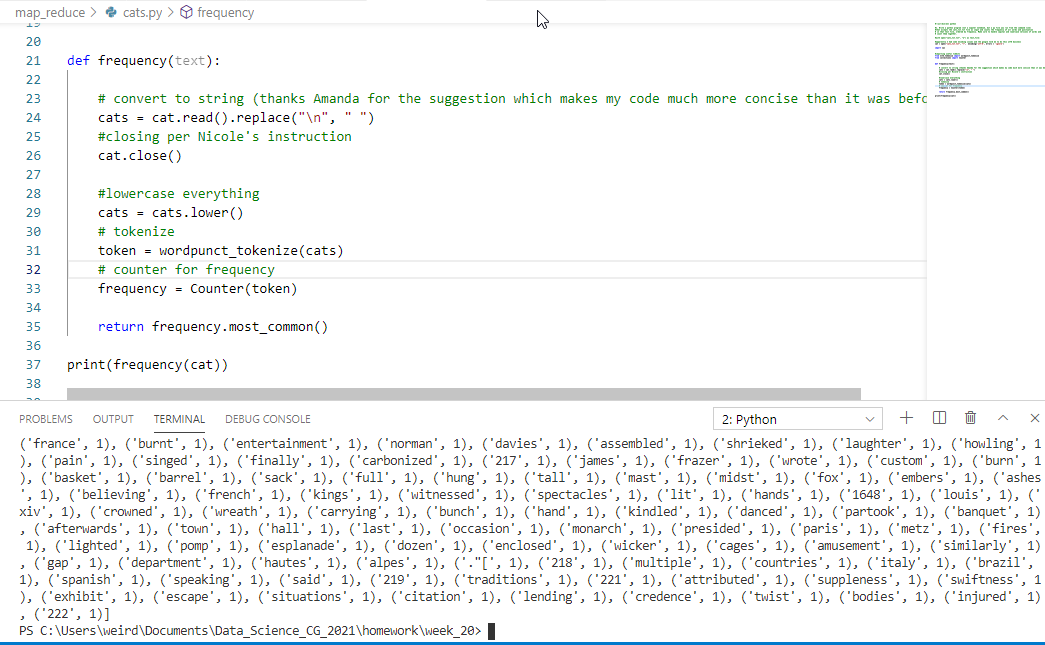 map_reduce > cats.py > frequency
19
20
21 def frequency(text):
22
23 # convert to string (thanks Amanda for the suggestion which makes my code much more concise than it was befo
24 cats = cat.read().replace("\n", " ")
25 #closing per Nicole's instruction
26 cat.close()
27
28 #lowercase everything
29 cats = cats.lower()
30 # tokenize
31 token = wordpunct_tokenize(cats)
32 # counter for frequency
33 frequency = Counter(token)
34
35 return frequency.most_common()
36
37 print(frequency(cat))
38
PROBLEMS OUTPUT TERMINAL DEBUG CONSOLE 2: Python
('france', 1), ('burnt', 1), ('entertainment', 1), ('norman', 1), ('davies', 1), ('assembled', 1), ('shrieked', 1), ('laughter', 1), ('howling', 1
), ('pain', 1), ('singed', 1), ('finally', 1), ('carbonized', 1), ('217', 1), ('james', 1), ('frazer', 1), ('wrote', 1), ('custom', 1), ('burn', 1
), ('basket', 1), ('barrel', 1), ('sack', 1), ('full', 1), ('hung', 1), ('tall', 1), ('mast', 1), ('midst', 1), ('fox', 1), ('embers', 1), ('ashes
', 1), ('believing', 1), ('french', 1), ('kings', 1), ('witnessed', 1), ('spectacles', 1), ('lit', 1), ('hands', 1), ('1648', 1), ('louis', 1), ('
xiv', 1), ('crowned', 1), ('wreath', 1), ('carrying', 1), ('bunch', 1), ('hand', 1), ('kindled', 1), ('danced', 1), ('partook', 1), ('banquet', 1)
, ('afterwards', 1), ('town', 1), ('hall', 1), ('last', 1), ('occasion', 1), ('monarch', 1), ('presided', 1), ('paris', 1), ('metz', 1), ('fires',
1), ('lighted', 1), ('pomp', 1), ('esplanade', 1), ('dozen', 1), ('enclosed', 1), ('wicker', 1), ('cages', 1), ('amusement', 1), ('similarly', 1)
, ('gap', 1), ('department', 1), ('hautes', 1), ('alpes', 1), ('."[', 1), ('218', 1), ('multiple', 1), ('countries', 1), ('italy', 1), ('brazil',
1), ('spanish', 1), ('speaking', 1), ('said', 1), ('219', 1), ('traditions', 1), ('221', 1), ('attributed', 1), ('suppleness', 1), ('swiftness', 1
), ('exhibit', 1), ('escape', 1), ('situations', 1), ('citation', 1), ('lending', 1), ('credence', 1), ('twist', 1), ('bodies', 1), ('injured', 1)
, ('222', 1)]
PS C:\Users\weird\Documents\Data_Science_CG_2021\homework\week_20>